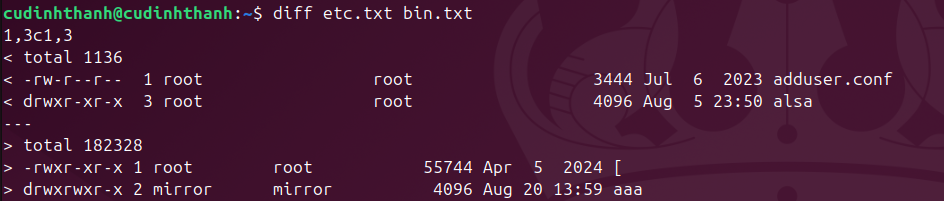 cudinhthanh@cudinhthanh:~$ diff etc.txt bin.txt
1,3c1,3
< total 1136
< -rw-r--r--  1 root                 root                  3444 Jul  6  2023 adduser.conf
< drwxr-xr-x  3 root                 root                  4096 Aug  5 23:50 alsa
---
> total 182328
> -rwxr-xr-x 1 root       root          55744 Apr  5  2024 [
> drwxrwxr-x 2 mirror     mirror         4096 Aug 20 13:59 aaa